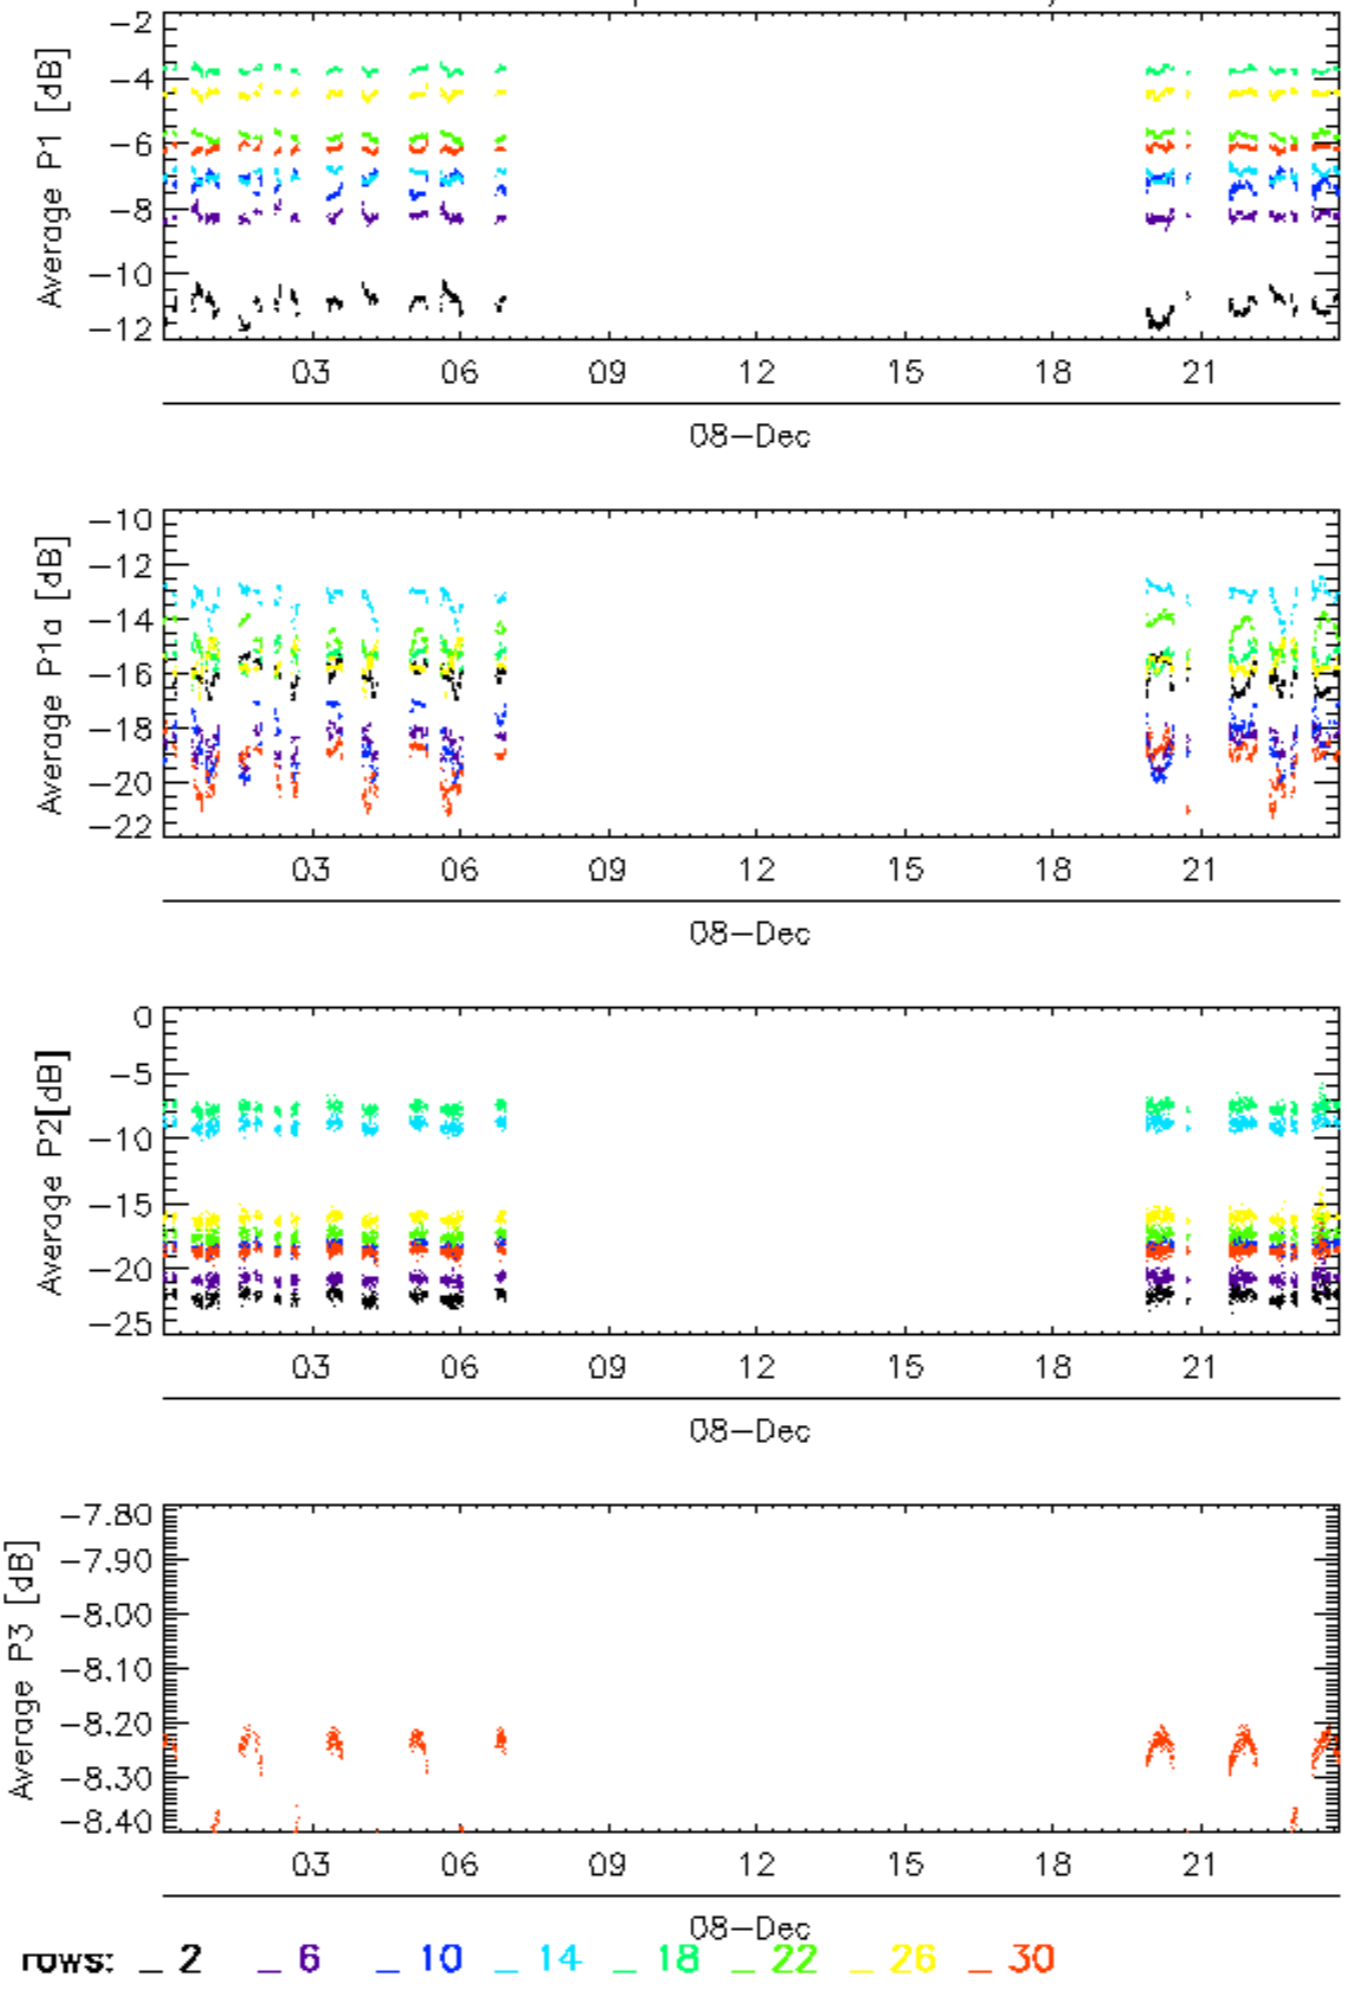 Average P1 [dB]
−2
−4
−6
−8
−10
−12
03 06 09 12 15 18 21
08−Dec
Average P1a [dB]
−10
−12
−14
−16
−18
−20
−22
03 06 09 12 15 18 21
08−Dec
Average P2[dB]
0
−5
−10
−15
−20
−25
03 06 09 12 15 18 21
08−Dec
Average P3 [dB]
−7.80
−7.90
−8.00
−8.10
−8.20
−8.30
−8.40
03 06 09 12 15 18 21
08−Dec
rows: _ 2 _ 6 _ 10 _ 14 _ 18 _ 22 _ 26 _ 30